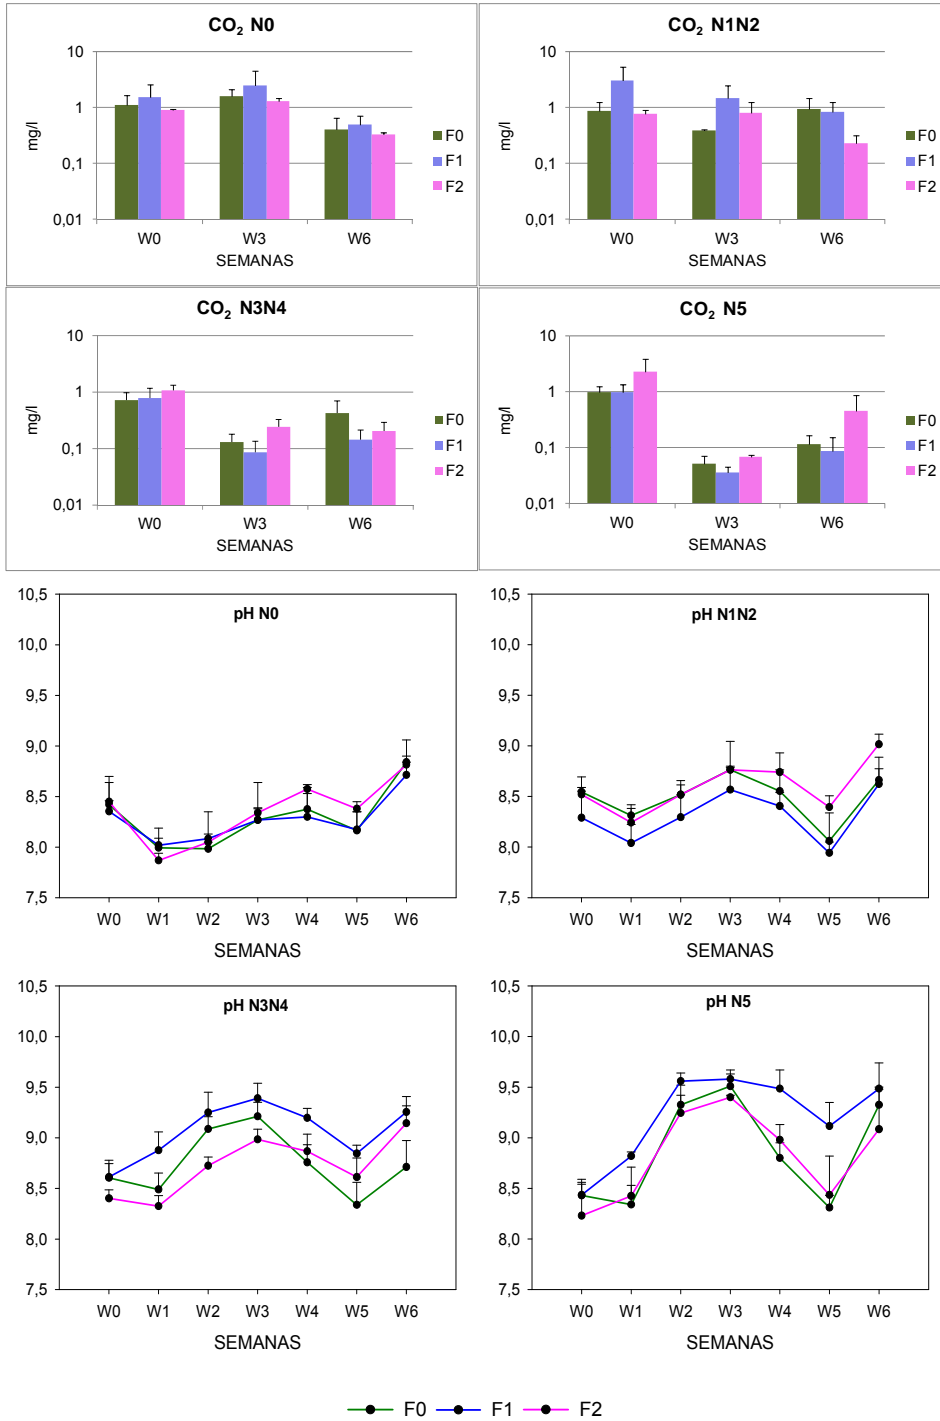 CO₂ N0
10
1
0,1
0,01
mg/l
W0 W3 W6
SEMANAS
F0
F1
F2
CO₂ N1N2
10
1
0,1
0,01
mg/l
W0 W3 W6
SEMANAS
F0
F1
F2
CO₂ N3N4
10
1
0,1
0,01
mg/l
W0 W3 W6
SEMANAS
F0
F1
F2
CO₂ N5
10
1
0,1
0,01
mg/l
W0 W3 W6
SEMANAS
F0
F1
F2
pH N0
10,5
10,0
9,5
9,0
8,5
8,0
7,5
W0 W1 W2 W3 W4 W5 W6
SEMANAS
pH N1N2
10,5
10,0
9,5
9,0
8,5
8,0
7,5
W0 W1 W2 W3 W4 W5 W6
SEMANAS
pH N3N4
10,5
10,0
9,5
9,0
8,5
8,0
7,5
W0 W1 W2 W3 W4 W5 W6
SEMANAS
pH N5
10,5
10,0
9,5
9,0
8,5
8,0
7,5
W0 W1 W2 W3 W4 W5 W6
SEMANAS
F0 F1 F2